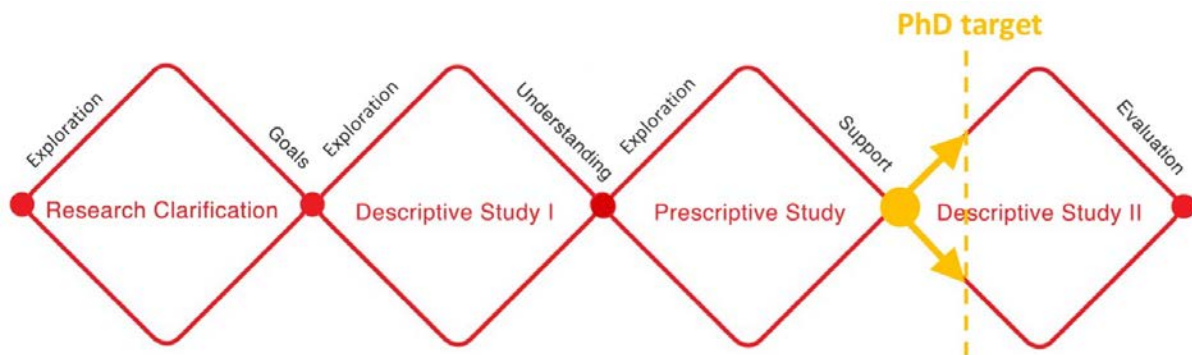 PhD target
Exploration
Goals
Exploration
Understanding
Exploration
Support
Evaluation
Research Clarification
Descriptive Study I
Prescriptive Study
Descriptive Study II